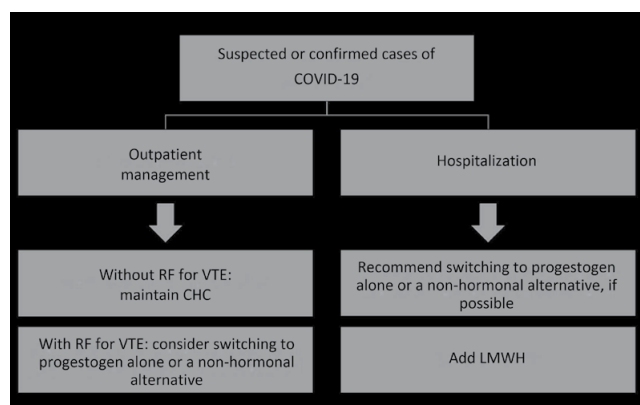 Suspected or confirmed cases of
COVID-19
Outpatient
management
Hospitalization
Without RF for VTE:
maintain CHC
Recommend switching to progestogen
alone or a non-hormonal alternative, if
possible
With RF for VTE: consider switching to
progestogen alone or a non-hormonal
alternative
Add LMWH